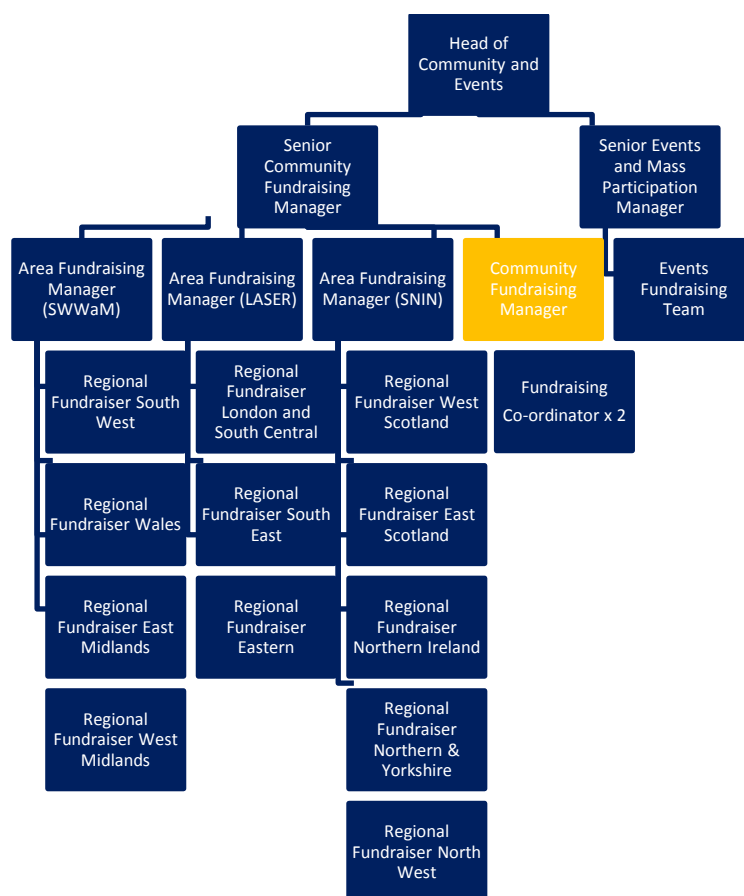 Head of
Community and
Events
Senior
Community
Fundraising
Manager
Senior Events
and Mass
Participation
Manager
Area Fundraising
Manager
(SWWaM)
Area Fundraising
Manager (LASER)
Area Fundraising
Manager (SNIN)
Community
Fundraising
Manager
Events
Fundraising
Team
Regional
Fundraiser South
West
Regional
Fundraiser
London and
South Central
Regional
Fundraiser West
Scotland
Fundraising
Co-ordinator x 2
Regional
Fundraiser Wales
Regional
Fundraiser South
East
Regional
Fundraiser East
Scotland
Regional
Fundraiser East
Midlands
Regional
Fundraiser
Eastern
Regional
Fundraiser
Northern Ireland
Regional
Fundraiser West
Midlands
Regional
Fundraiser
Northern &
Yorkshire
Regional
Fundraiser North
West